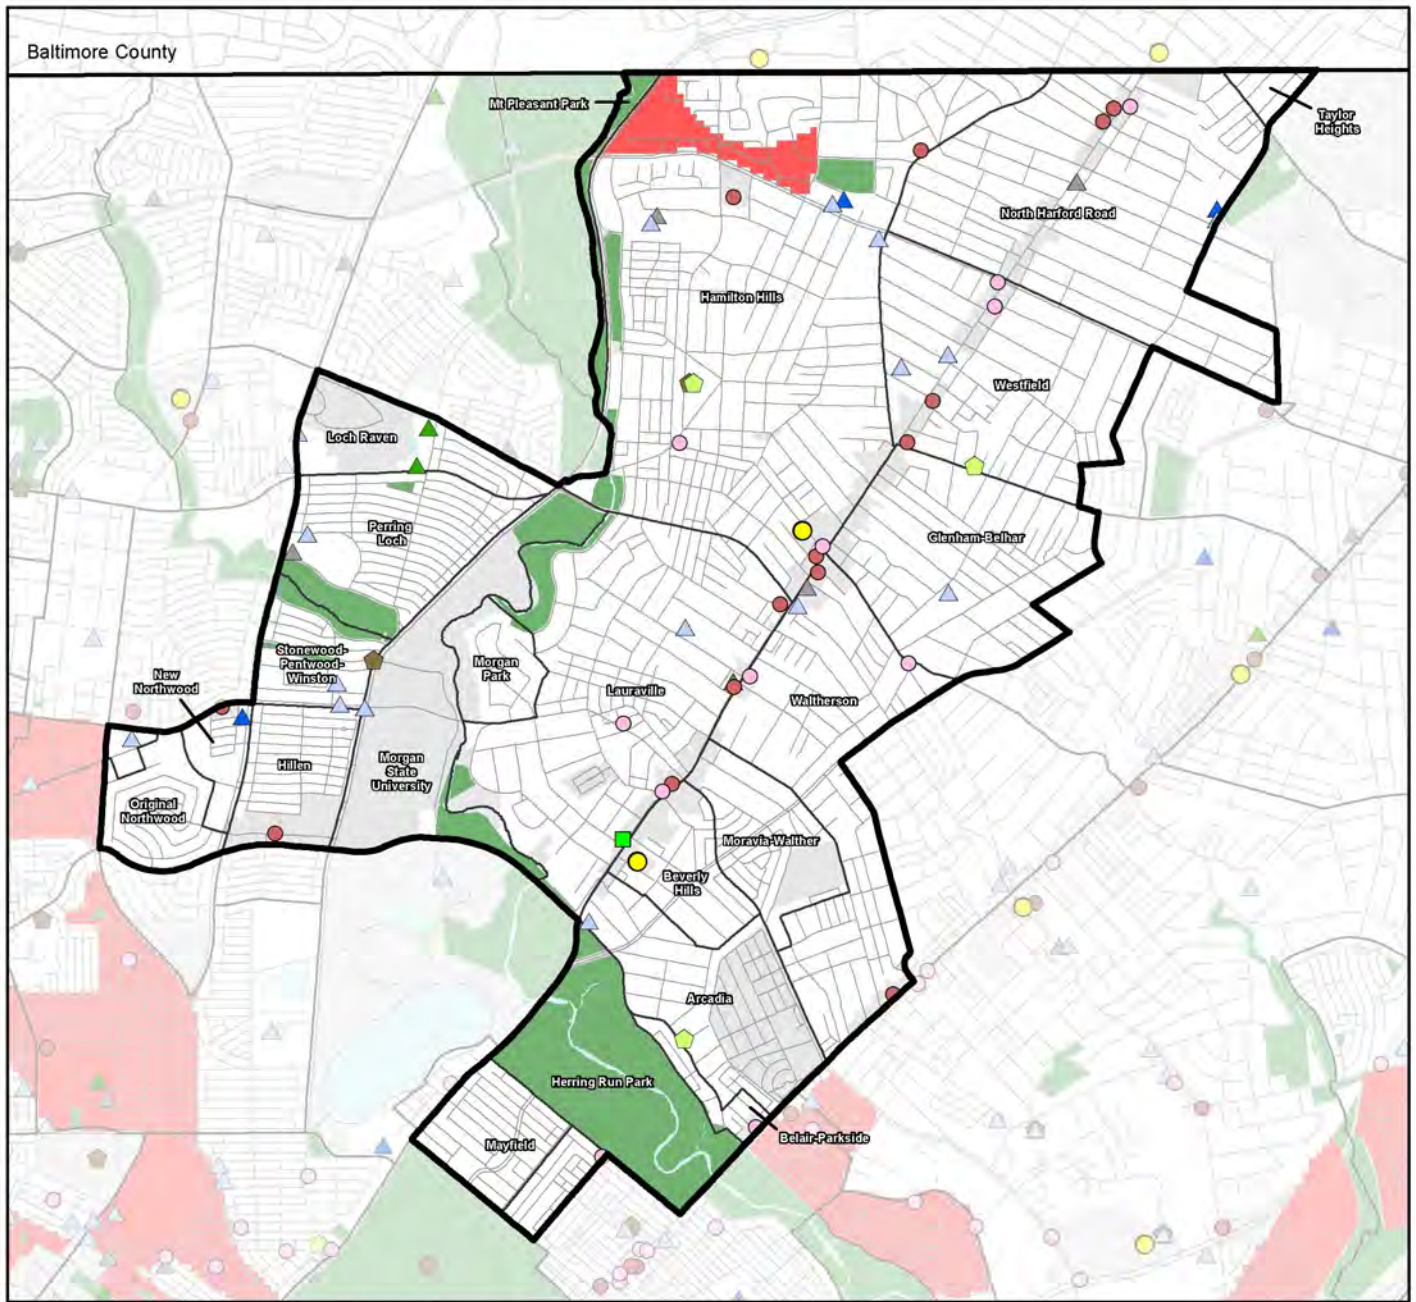 Baltimore County
Mt Pleasant Park
Taylor
Heights
North Harford Road
Hamilton Hills
Westfield
Loch Raven
Perring
Loch
Glenham-Belhar
Stonewood-
Pentwood-
Winston
New
Northwood
Morgan
Park
Lauraville
Waltherson
Hillen
Morgan
State
University
Original
Northwood
Moravia-Walther
Beverly
Hills
Arcadia
Herring Run Park
Belair-Parkside
Mayfield